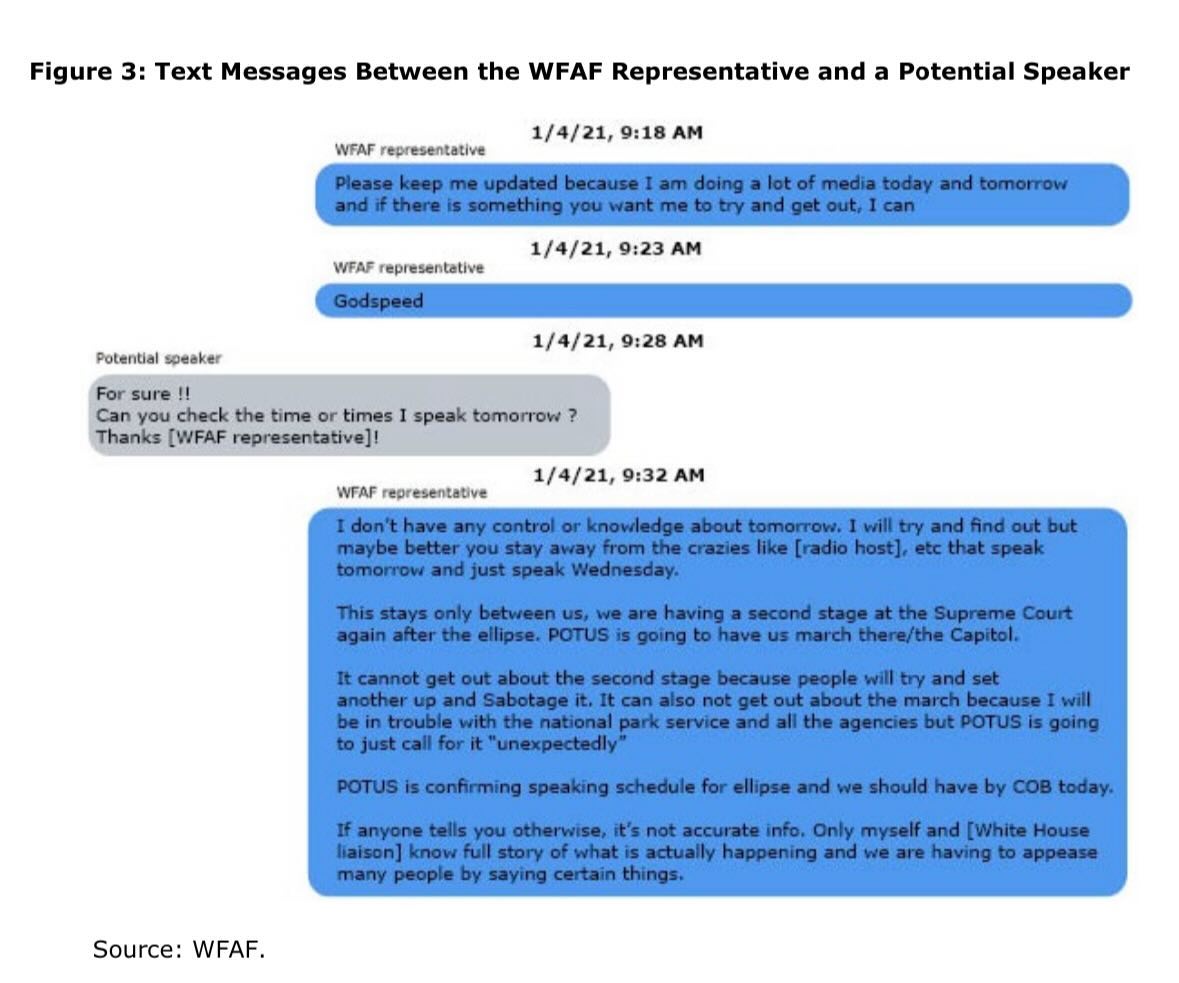 Figure 3: Text Messages Between the WFAF Representative and a Potential Speaker
1/4/21, 9:18 AM
WFAF representative
Please keep me updated because I am doing a lot of media today and tomorrow
and if there is something you want me to try and get out, I can
1/4/21, 9:23 AM
WFAF representative
Godspeed
1/4/21, 9:28 AM
Potential speaker
For sure !!
Can you check the time or times I speak tomorrow ?
Thanks [WFAF representative]!
1/4/21, 9:32 AM
WFAF representative
I don't have any control or knowledge about tomorrow. I will try and find out but
maybe better you stay away from the crazies like [radio host], etc that speak
tomorrow and just speak Wednesday.
This stays only between us, we are having a second stage at the Supreme Court
again after the ellipse. POTUS is going to have us march there/the Capitol.
It cannot get out about the second stage because people will try and set
another up and Sabotage it. It can also not get out about the march because I will
be in trouble with the national park service and all the agencies but POTUS is going
to just call for it "unexpectedly"
POTUS is confirming speaking schedule for ellipse and we should have by COB today.
If anyone tells you otherwise, it's not accurate info. Only myself and [White House
liaison] know full story of what is actually happening and we are having to appease
many people by saying certain things.
Source: WFAF.